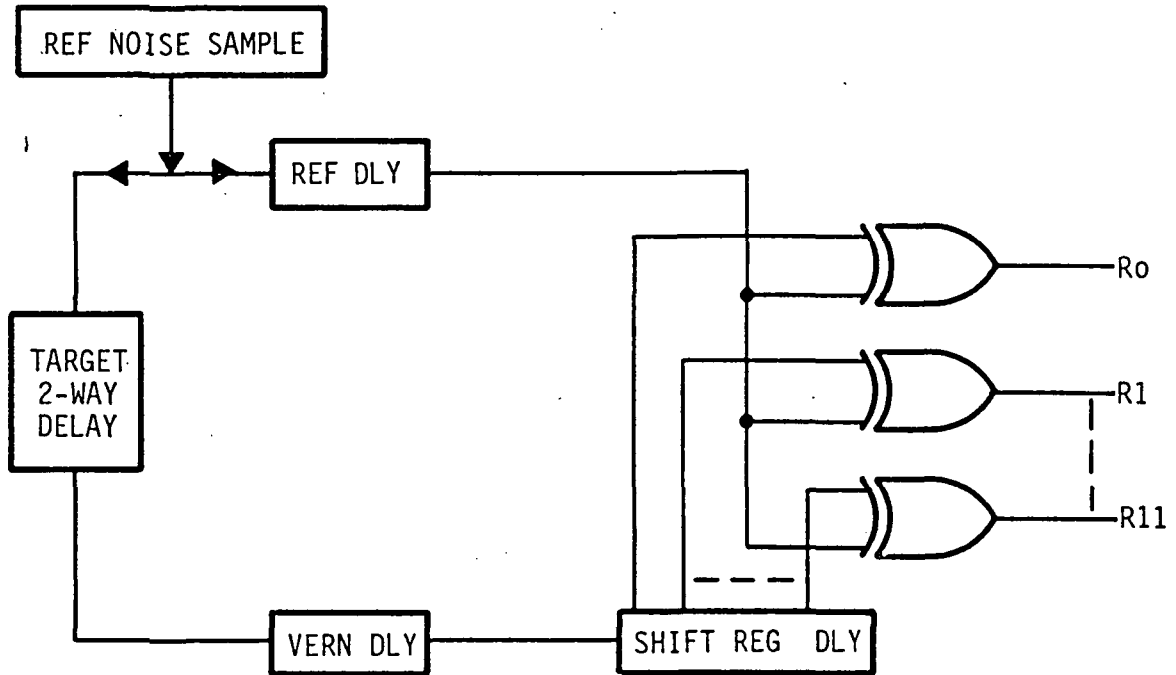 REF NOISE SAMPLE
REF DLY
Ro
TARGET
2-WAY
DELAY
R1
R11
VERN DLY
SHIFT REG DLY